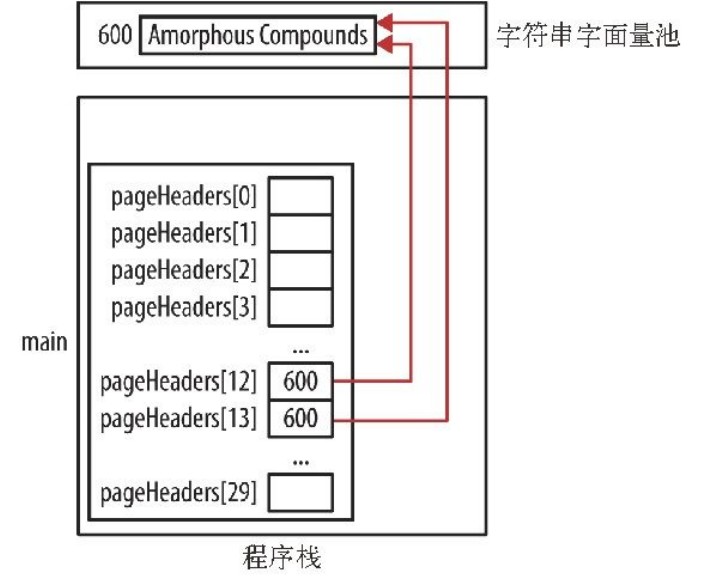 600 Amorphous Compounds 字符串字面量池
pageHeaders[0]
pageHeaders[1]
pageHeaders[2]
pageHeaders[3]
...
main
pageHeaders[12] 600
pageHeaders[13] 600
...
pageHeaders[29]
程序栈